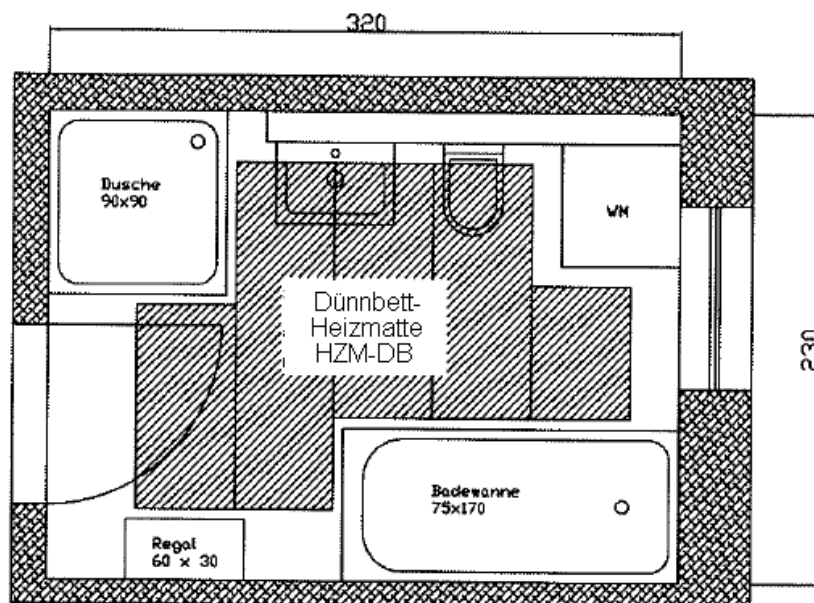 320
Dusche
90x90
WM
Dünnbett-
Heizmatte
HZM-DB
230
Badewanne
75x170
Regal
60 x 30